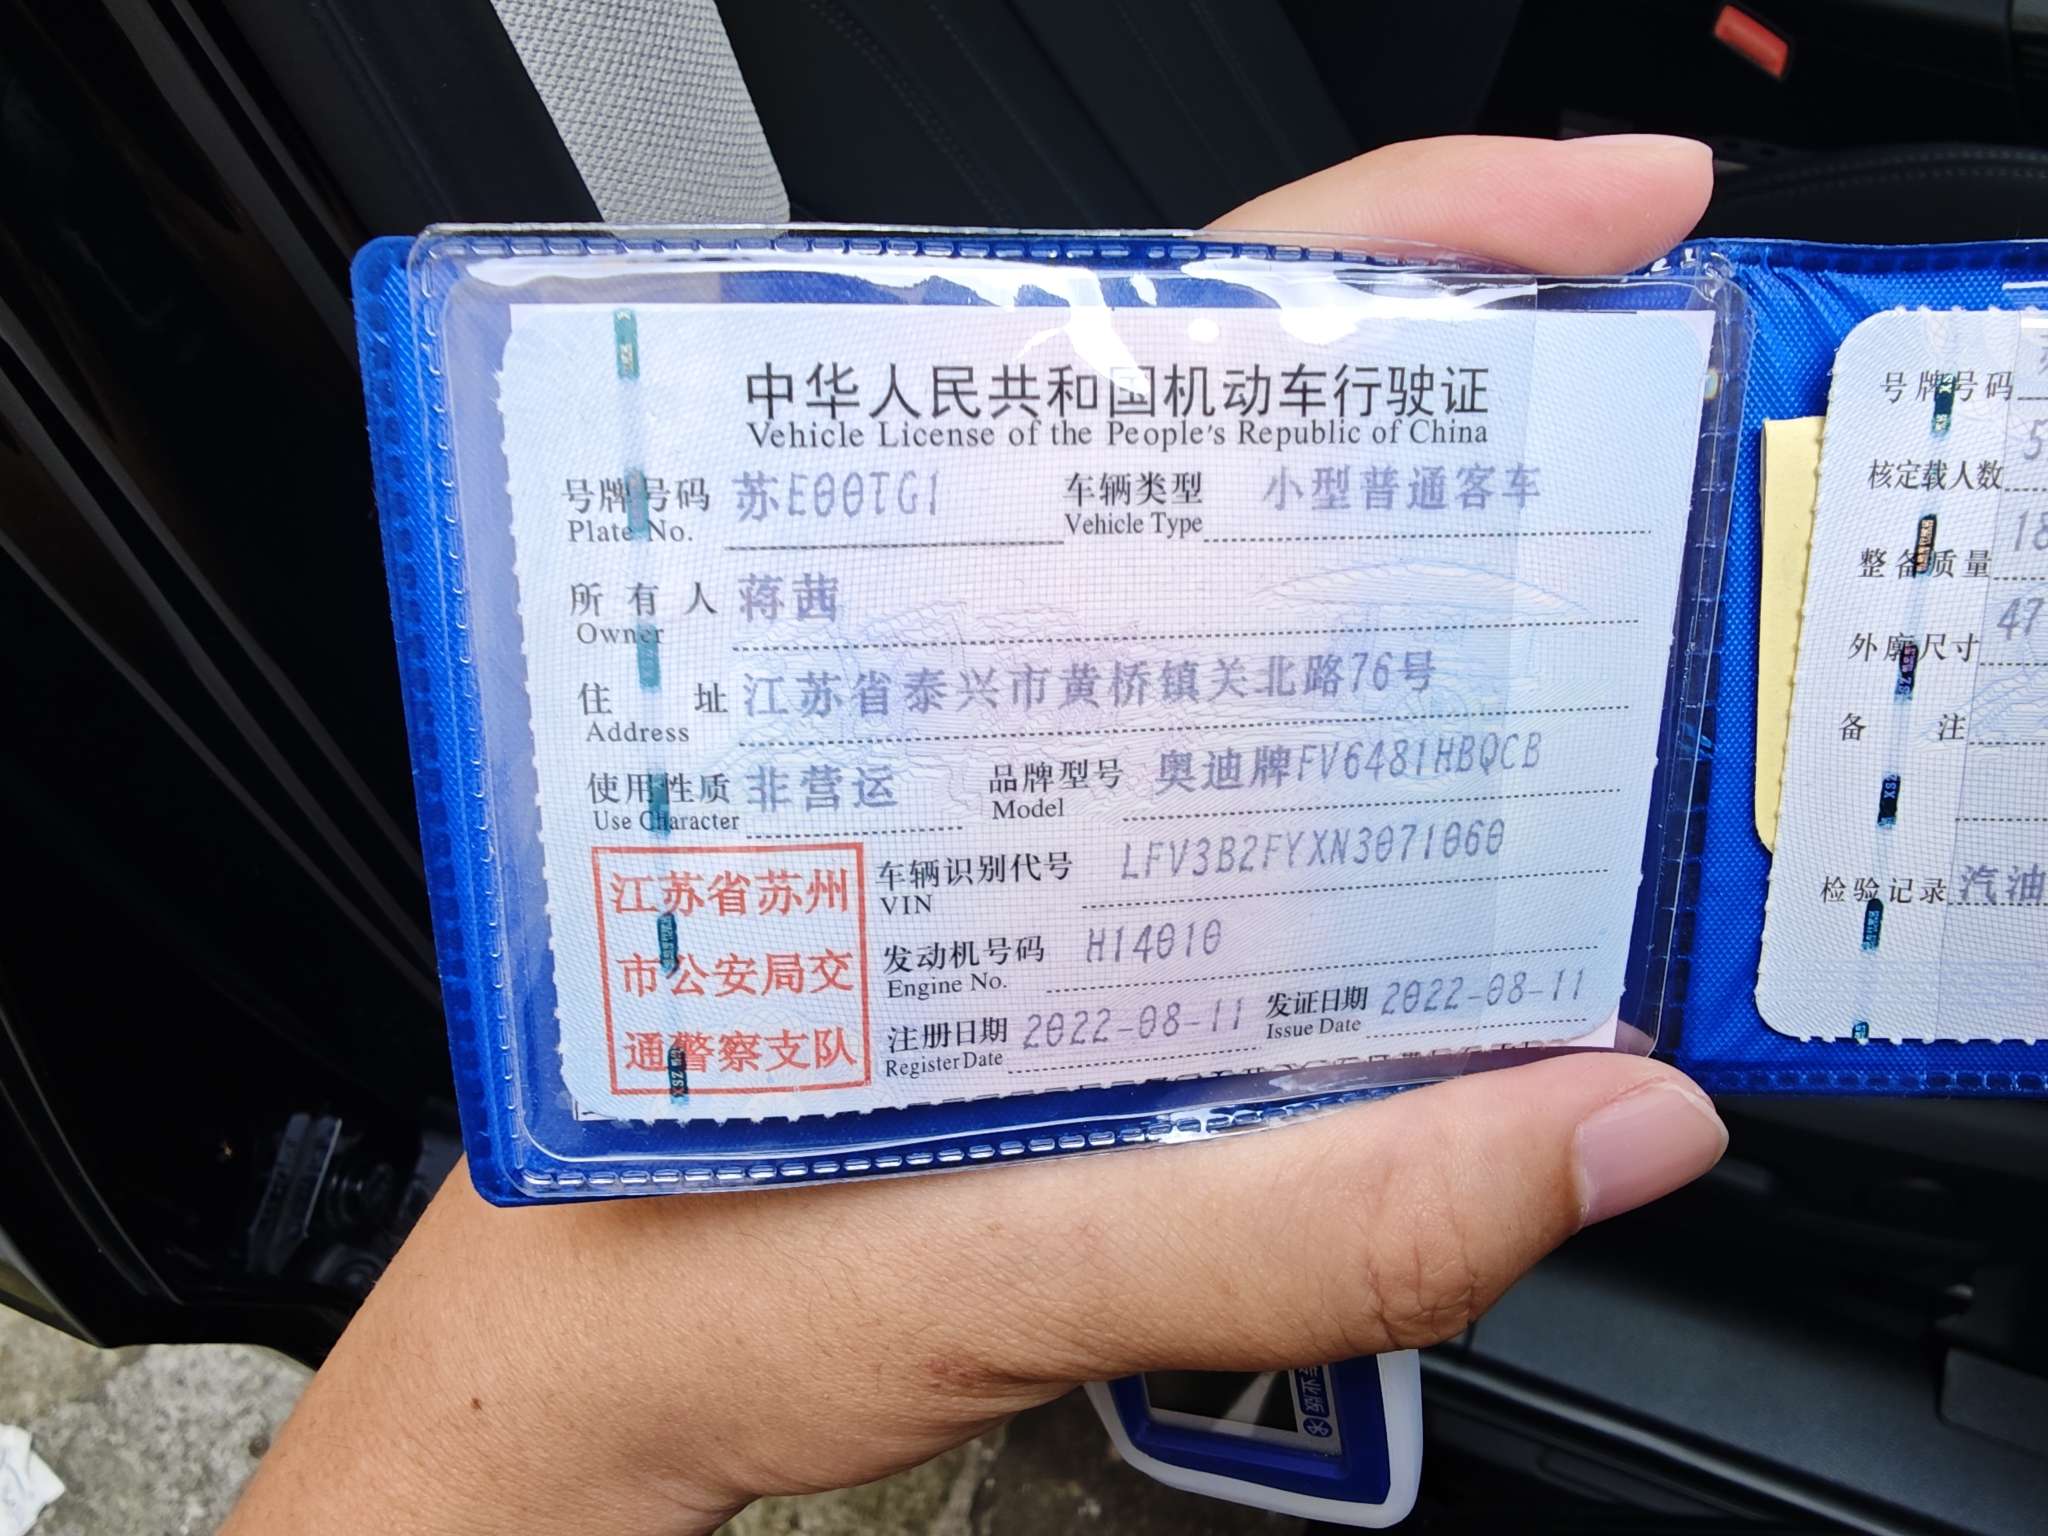 中华人民共和国机动车行驶证
Vehicle License of the People's Republic of China
号牌号码 苏E00TG1 车辆类型 小型普通客车
Plate No. Vehicle Type
所有人 蒋茜
Owner
住址 江苏省泰兴市黄桥镇关北路76号
Address
使用性质 非营运 品牌型号 奥迪牌FV6481HBQCB
Use Character Model
江苏省苏州
市公安局交
通警察支队
车辆识别代号 LFV3B2FYXN3071060
VIN
发动机号码 H14010
Engine No.
注册日期 2022-08-11 发证日期 2022-08-11
Register Date Issue Date
号牌号码
核定载人数 5
整备质量 18
外廓尺寸 47
备注
检验记录 汽油